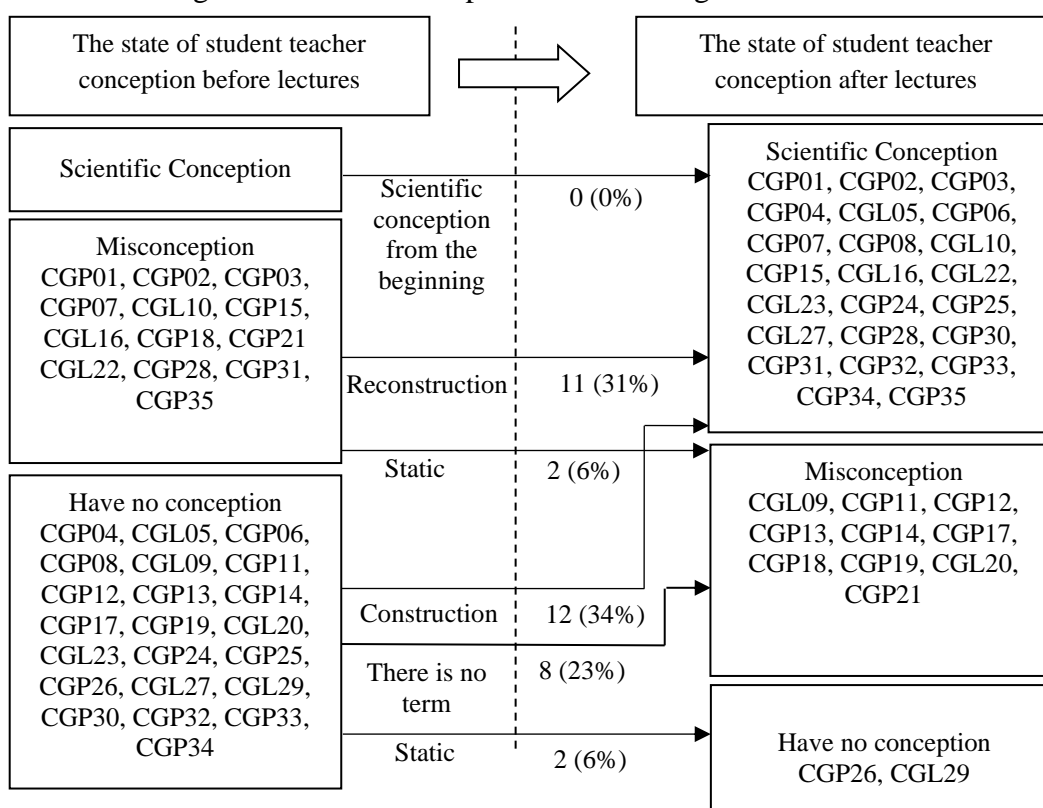 The state of student teacher
conception before lectures
The state of student teacher
conception after lectures
Scientific Conception
Misconception
CGP01, CGP02, CGP03,
CGP07, CGL10, CGP15,
CGL16, CGP18, CGP21
CGL22, CGP28, CGP31,
CGP35
Have no conception
CGP04, CGL05, CGP06,
CGP08, CGL09, CGP11,
CGP12, CGP13, CGP14,
CGP17, CGP19, CGL20,
CGL23, CGP24, CGP25,
CGP26, CGL27, CGL29,
CGP30, CGP32, CGP33,
CGP34
Scientific
conception
from the
beginning
0 (0%)
Reconstruction
11 (31%)
Static
2 (6%)
Construction
12 (34%)
There is no
term
8 (23%)
Static
2 (6%)
Scientific Conception
CGP01, CGP02, CGP03,
CGP04, CGL05, CGP06,
CGP07, CGP08, CGL10,
CGP15, CGL16, CGL22,
CGL23, CGP24, CGP25,
CGL27, CGP28, CGP30,
CGP31, CGP32, CGP33,
CGP34, CGP35
Misconception
CGL09, CGP11, CGP12,
CGP13, CGP14, CGP17,
CGP18, CGP19, CGL20,
CGP21
Have no conception
CGP26, CGL29